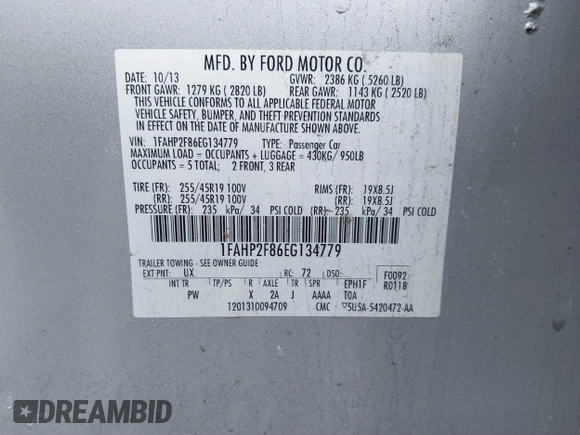 MFD. BY FORD MOTOR CO.
DATE: 10/13 GVWR: 2386 KG ( 5260 LB)
FRONT GAWR: 1279 KG ( 2820 LB) REAR GAWR: 1143 KG ( 2520 LB)
THIS VEHICLE CONFORMS TO ALL APPLICABLE FEDERAL MOTOR
VEHICLE SAFETY, BUMPER, AND THEFT PREVENTION STANDARDS
IN EFFECT ON THE DATE OF MANUFACTURE SHOWN ABOVE.
VIN: 1FAHP2F86EG134779 TYPE: Passenger Car
MAXIMUM LOAD = OCCUPANTS + LUGGAGE = 430KG/ 950LB
OCCUPANTS = 5 TOTAL; 2 FRONT, 3 REAR
TIRE (FR): 255/45R19 100V RIMS (FR): 19X8.5J
(RR): 255/45R19 100V (RR): 19X8.5J
PRESSURE (FR): 235 kPa/ 34 PSI COLD (RR): 235 kPa/ 34 PSI COLD
1FAHP2F86EG134779
TRAILER TOWING - SEE OWNER GUIDE
EXT PNT: UX RC: 72 DSO: F0092
INT TR TP/PS R AXLE TR SPR EPH1F R0118
PW X 2A J AAAA TOA
1201310094709 CMC ▽5U5A-5420472-AA
DREAMBID